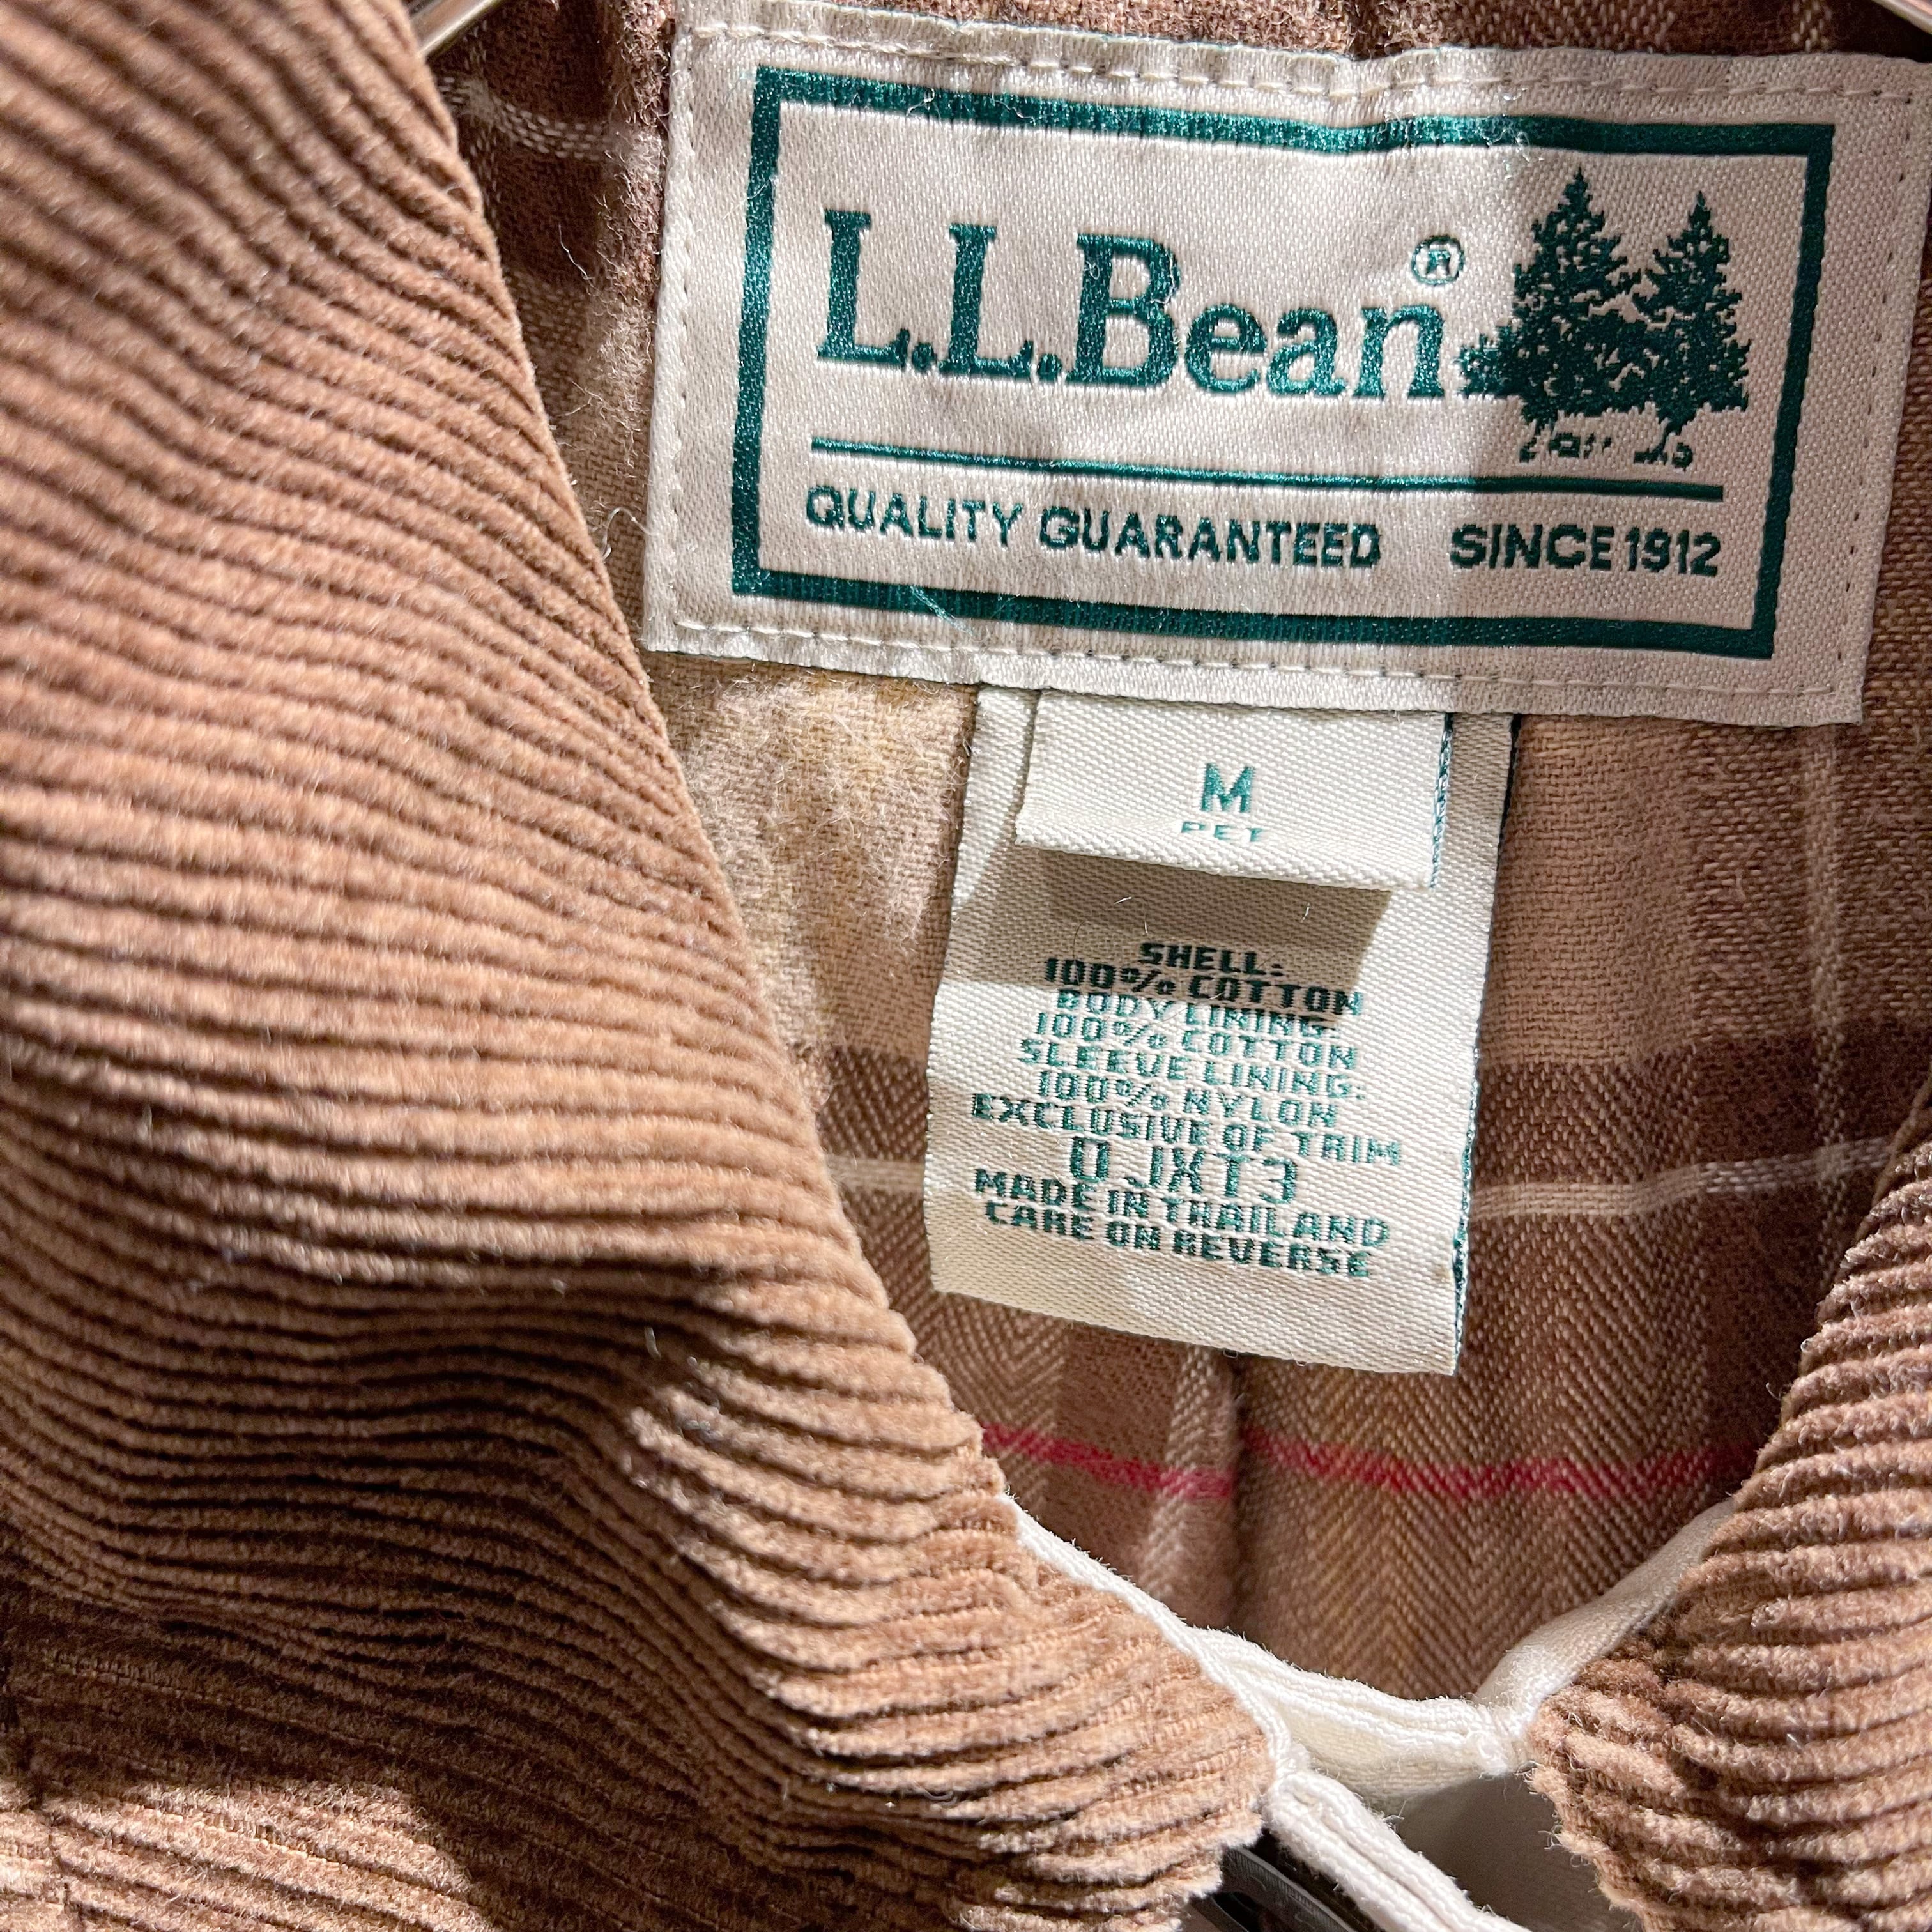 L.L.Bean®
QUALITY GUARANTEED SINCE 1912
M
PET
SHELL:
100% COTTON
BODY LINING:
100% COTTON
SLEEVE LINING:
100% NYLON
EXCLUSIVE OF TRIM
0JXT3
MADE IN THAILAND
CARE ON REVERSE